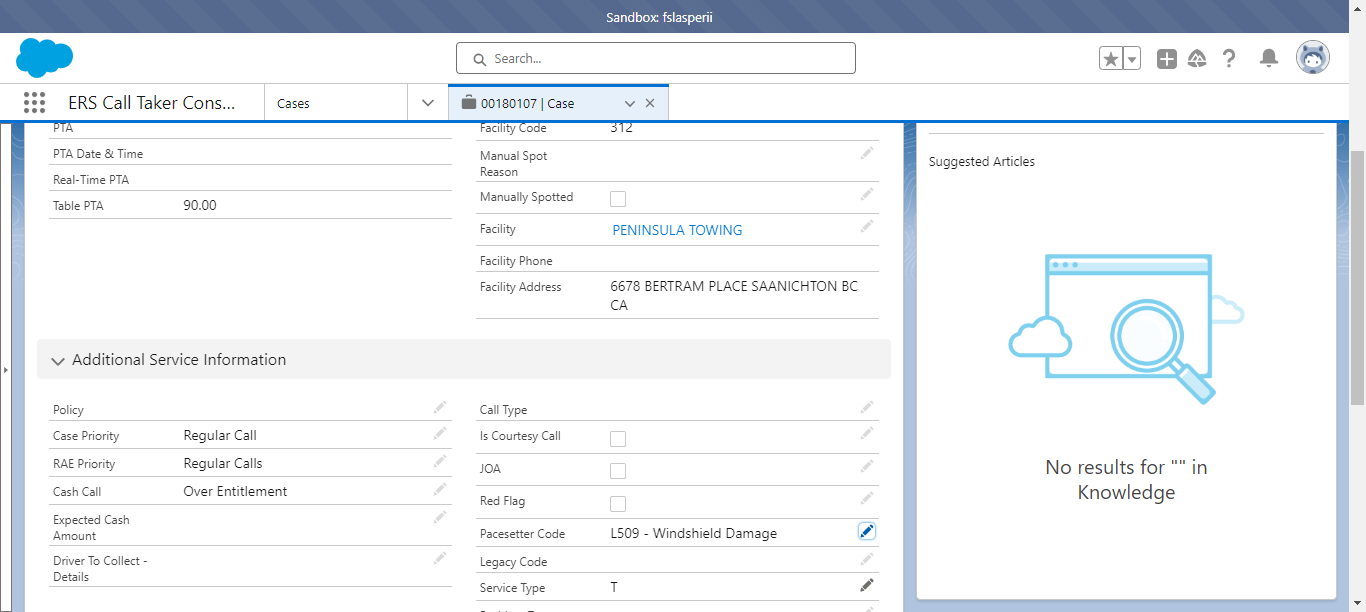 Sandbox: fslasperii
Search...
ERS Call Taker Cons...
Cases
00180107 | Case
PTA
PTA Date & Time
Real-Time PTA
Table PTA 90.00
Facility Code 312
Manual Spot
Reason
Manually Spotted
Facility PENINSULA TOWING
Facility Phone
Facility Address 6678 BERTRAM PLACE SAANICHTON BC
CA
Additional Service Information
Policy
Case Priority Regular Call
RAE Priority Regular Calls
Cash Call Over Entitlement
Expected Cash
Amount
Driver To Collect -
Details
Call Type
Is Courtesy Call
JOA
Red Flag
Pacesetter Code L509 - Windshield Damage
Legacy Code
Service Type T
Suggested Articles
No results for "" in
Knowledge